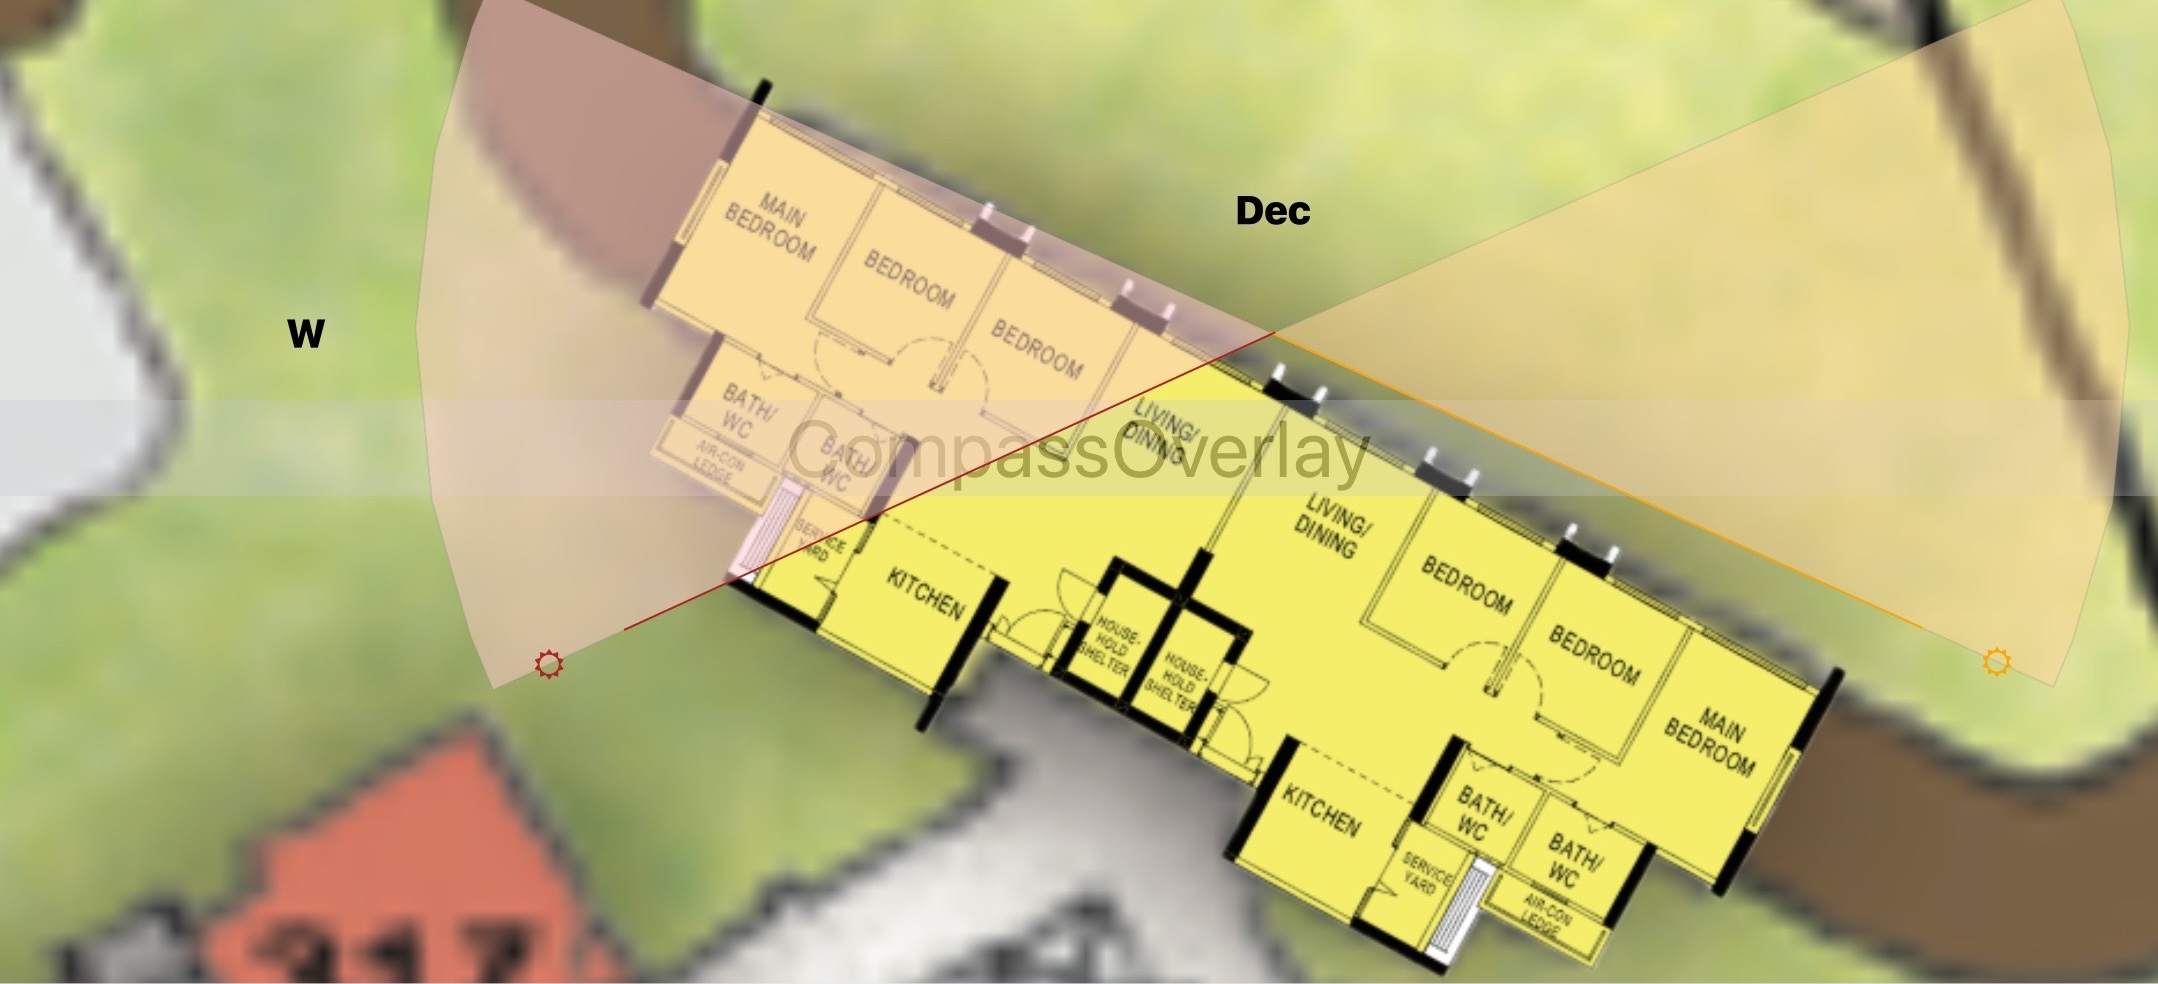 Dec
W
CompassOverlay
MAIN
BEDROOM
BEDROOM
BEDROOM
LIVING/
DINING
BATH/
WC
BATH/
WC
AIR-CON
LEDGE
SERVICE
YARD
KITCHEN
HOUSE-
HOLD
SHELTER
HOUSE-
HOLD
SHELTER
LIVING/
DINING
BEDROOM
BEDROOM
MAIN
BEDROOM
KITCHEN
BATH/
WC
BATH/
WC
SERVICE
YARD
AIR-CON
LEDGE
317